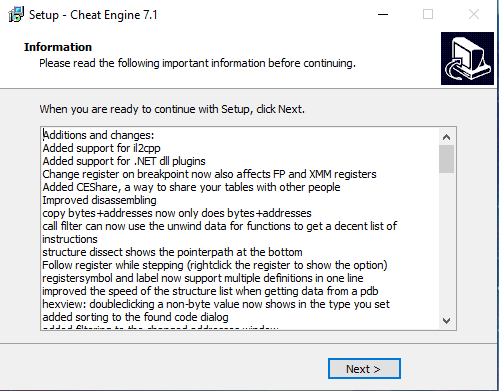 Setup - Cheat Engine 7.1
Information
Please read the following important information before continuing.
When you are ready to continue with Setup, click Next.
Additions and changes:
Added support for il2cpp
Added support for .NET dll plugins
Change register on breakpoint now also affects FP and XMM registers
Added CEShare, a way to share your tables with other people
Improved disassembling
copy bytes+addresses now only does bytes+addresses
call filter can now use the unwind data for functions to get a decent list of
instructions
structure dissect shows the pointerpath at the bottom
Follow register while stepping (rightclick the register to show the option)
registersymbol and label now support multiple definitions in one line
improved the speed of the structure list when getting data from a pdb
hexview: doubleclicking a non-byte value now shows in the type you set
added sorting to the found code dialog
added filtering to the changed addresses window
Next >